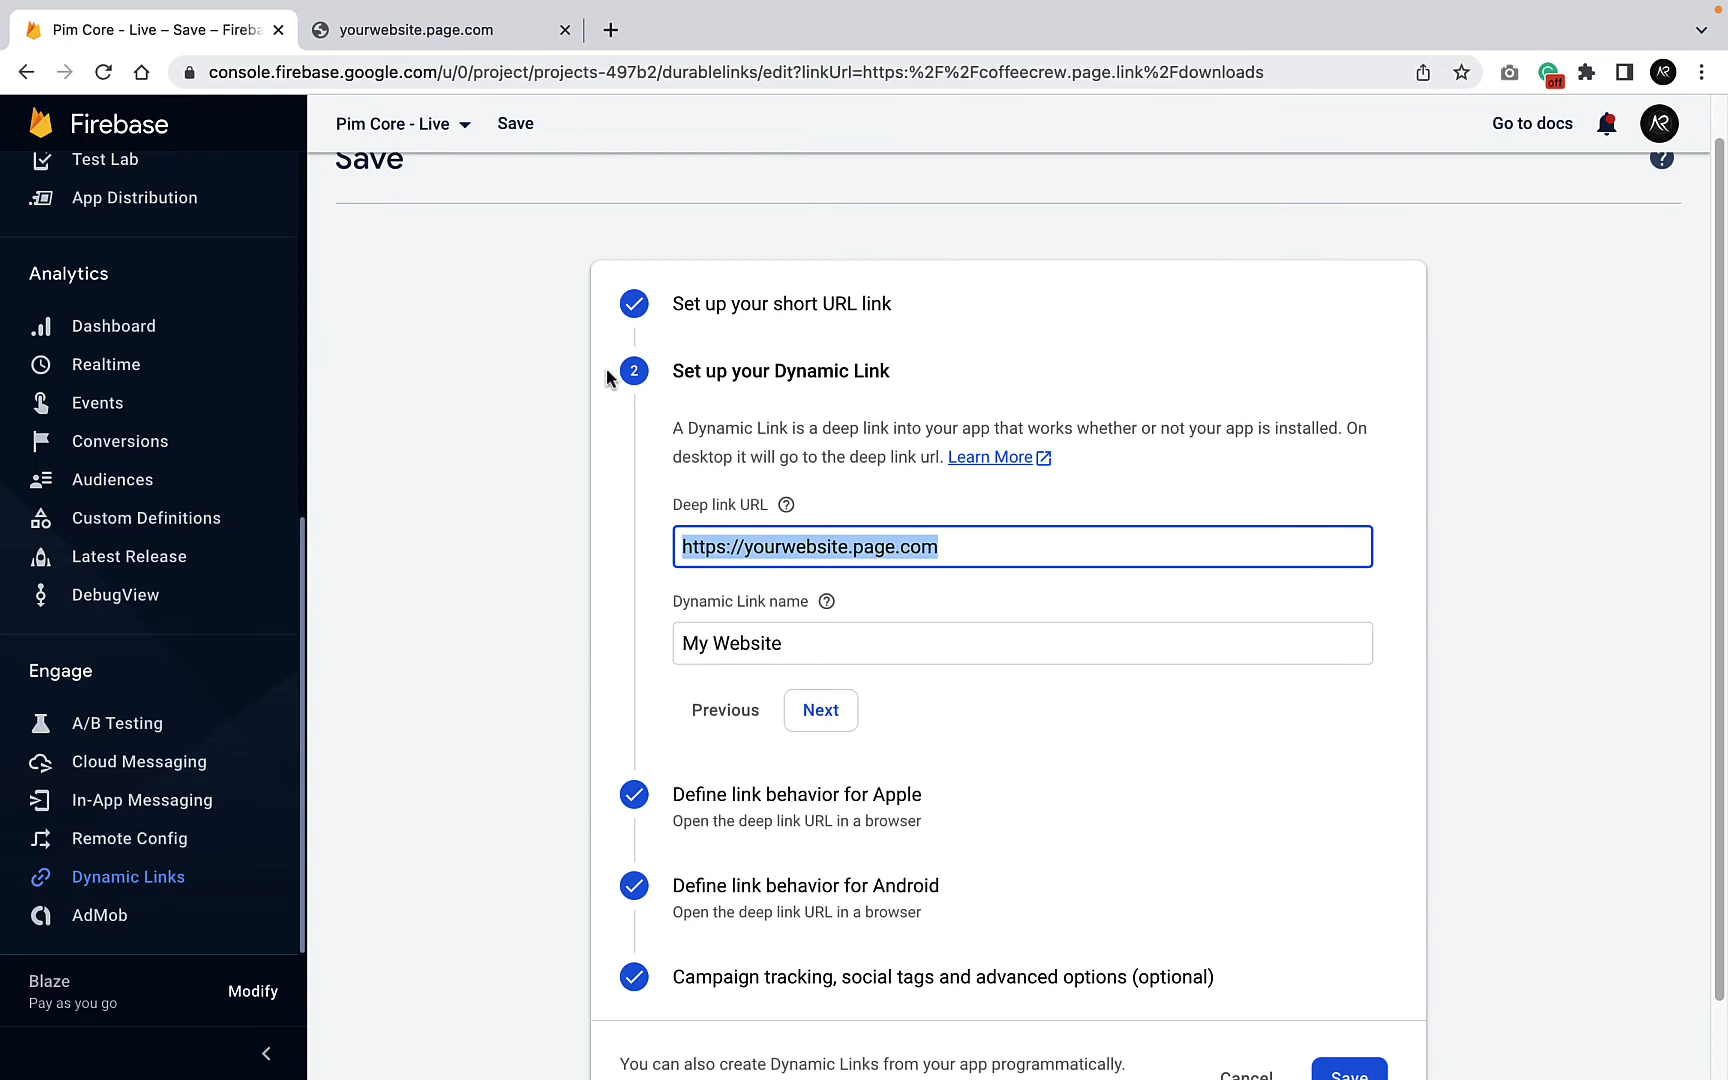 Pim Core - Live – Save – Fireba
yourwebsite.page.com
console.firebase.google.com/u/0/project/projects-497b2/durablelinks/edit?linkUrl=https:%2F%2Fcoffeecrew.page.link%2Fdownloads
off
Firebase
Pim Core - Live
Save
Go to docs
Test Lab
App Distribution
Analytics
Dashboard
Realtime
Events
Conversions
Audiences
Custom Definitions
Latest Release
DebugView
Engage
A/B Testing
Cloud Messaging
In-App Messaging
Remote Config
Dynamic Links
AdMob
Blaze
Pay as you go
Modify
Save
Set up your short URL link
2
Set up your Dynamic Link
A Dynamic Link is a deep link into your app that works whether or not your app is installed. On
desktop it will go to the deep link url. Learn More
Deep link URL
https://yourwebsite.page.com
Dynamic Link name
My Website
Previous
Next
Define link behavior for Apple
Open the deep link URL in a browser
Define link behavior for Android
Open the deep link URL in a browser
Campaign tracking, social tags and advanced options (optional)
You can also create Dynamic Links from your app programmatically.
Cancel
Save